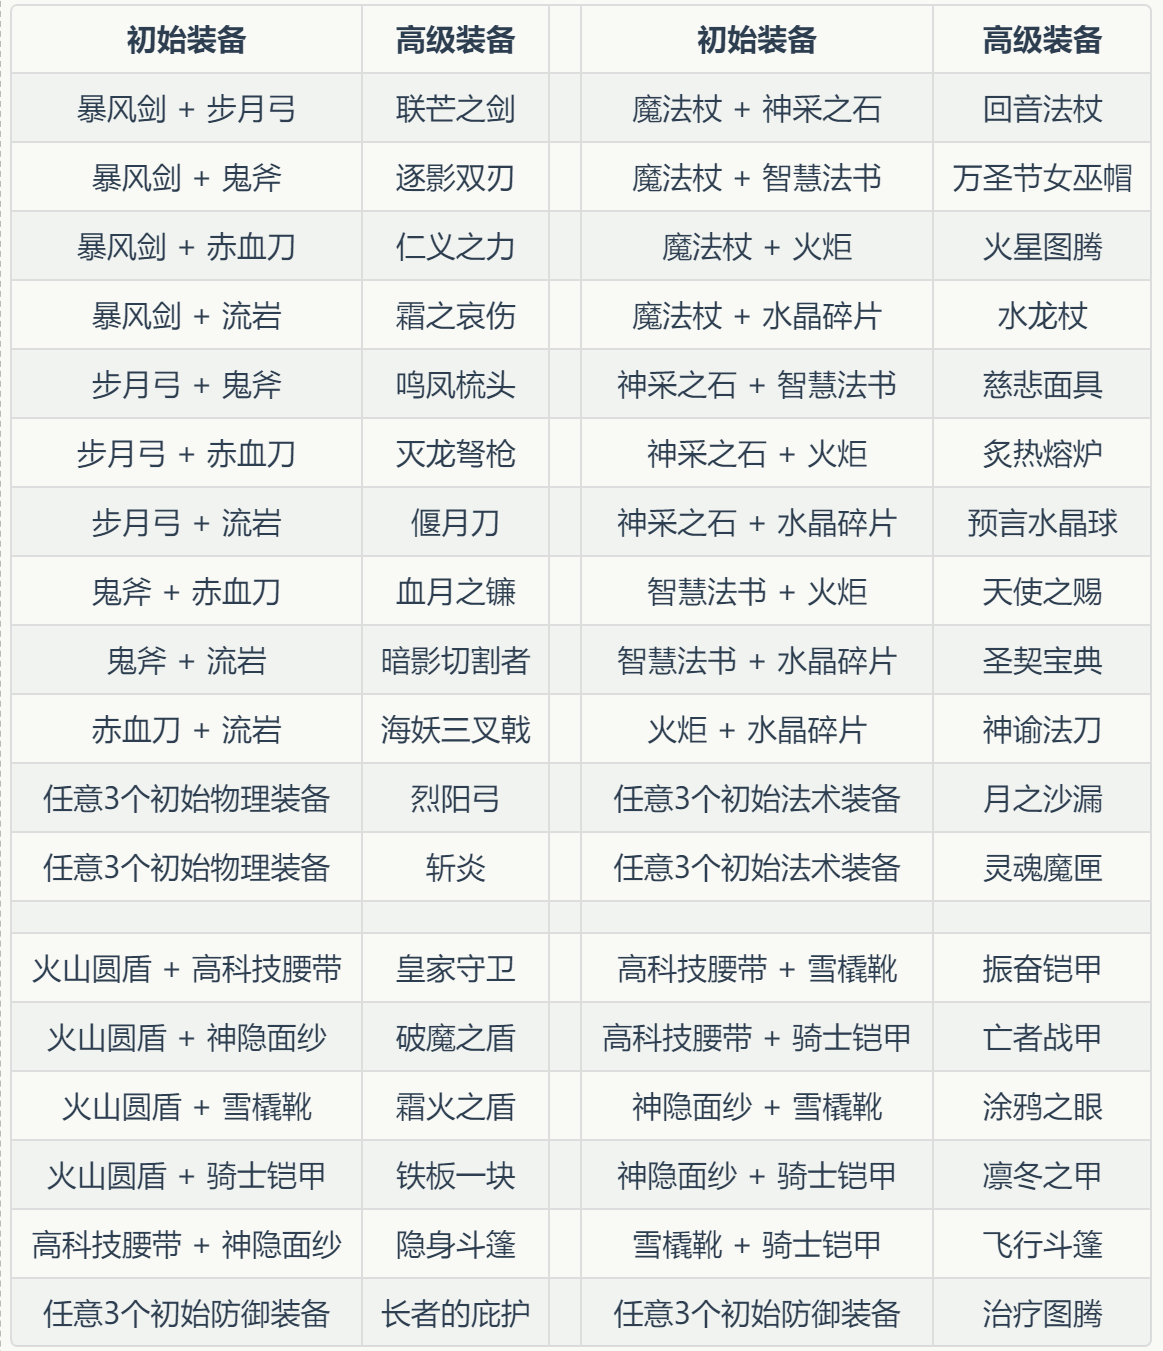 初始装备 高级装备 初始装备 高级装备
暴风剑 + 步月弓 联芒之剑 魔法杖 + 神采之石 回音法杖
暴风剑 + 鬼斧 逐影双刃 魔法杖 + 智慧法书 万圣节女巫帽
暴风剑 + 赤血刀 仁义之力 魔法杖 + 火炬 火星图腾
暴风剑 + 流岩 霜之哀伤 魔法杖 + 水晶碎片 水龙杖
步月弓 + 鬼斧 鸣凤梳头 神采之石 + 智慧法书 慈悲面具
步月弓 + 赤血刀 灭龙弩枪 神采之石 + 火炬 炙热熔炉
步月弓 + 流岩 偃月刀 神采之石 + 水晶碎片 预言水晶球
鬼斧 + 赤血刀 血月之镰 智慧法书 + 火炬 天使之赐
鬼斧 + 流岩 暗影切割者 智慧法书 + 水晶碎片 圣契宝典
赤血刀 + 流岩 海妖三叉戟 火炬 + 水晶碎片 神谕法刀
任意3个初始物理装备 烈阳弓 任意3个初始法术装备 月之沙漏
任意3个初始物理装备 斩炎 任意3个初始法术装备 灵魂魔匣
火山圆盾 + 高科技腰带 皇家守卫 高科技腰带 + 雪橇靴 振奋铠甲
火山圆盾 + 神隐面纱 破魔之盾 高科技腰带 + 骑士铠甲 亡者战甲
火山圆盾 + 雪橇靴 霜火之盾 神隐面纱 + 雪橇靴 涂鸦之眼
火山圆盾 + 骑士铠甲 铁板一块 神隐面纱 + 骑士铠甲 凛冬之甲
高科技腰带 + 神隐面纱 隐身斗篷 雪橇靴 + 骑士铠甲 飞行斗篷
任意3个初始防御装备 长者的庇护 任意3个初始防御装备 治疗图腾